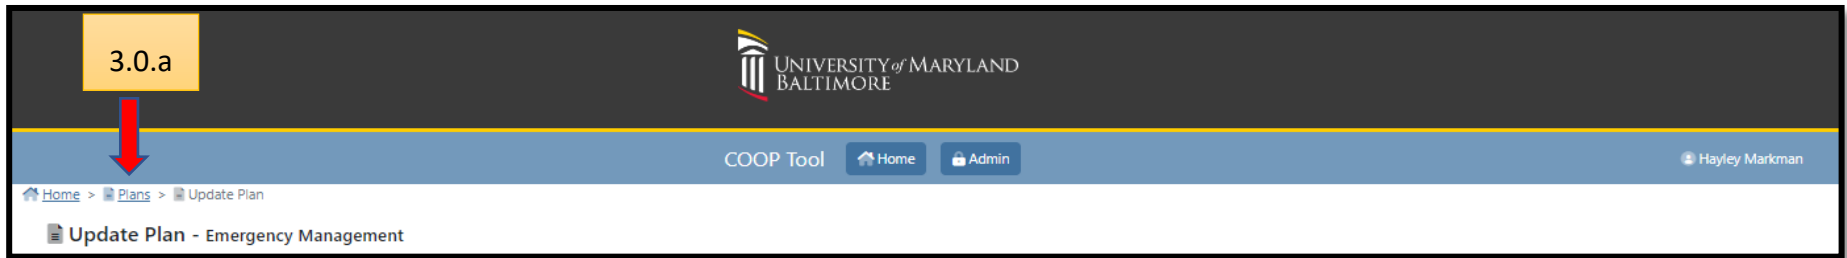 3.0.a
UNIVERSITY of MARYLAND
BALTIMORE
COOP Tool Home Admin Hayley Markman
Home > Plans > Update Plan
Update Plan - Emergency Management